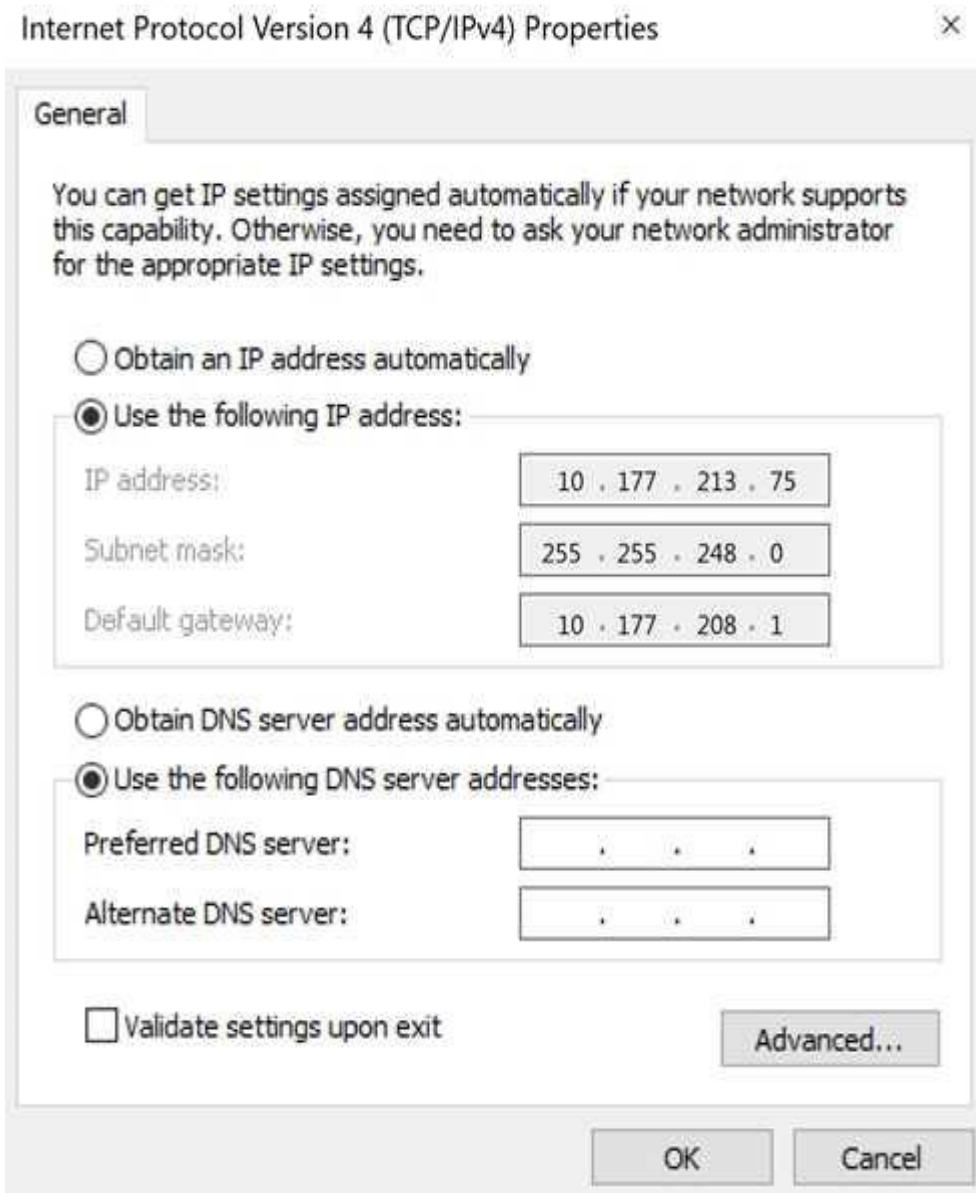 Internet Protocol Version 4 (TCP/IPv4) Properties ×
General
You can get IP settings assigned automatically if your network supports
this capability. Otherwise, you need to ask your network administrator
for the appropriate IP settings.
Obtain an IP address automatically
Use the following IP address:
IP address: 10 . 177 . 213 . 75
Subnet mask: 255 . 255 . 248 . 0
Default gateway: 10 . 177 . 208 . 1
Obtain DNS server address automatically
Use the following DNS server addresses:
Preferred DNS server: . . .
Alternate DNS server: . . .
Validate settings upon exit
Advanced...
OK Cancel